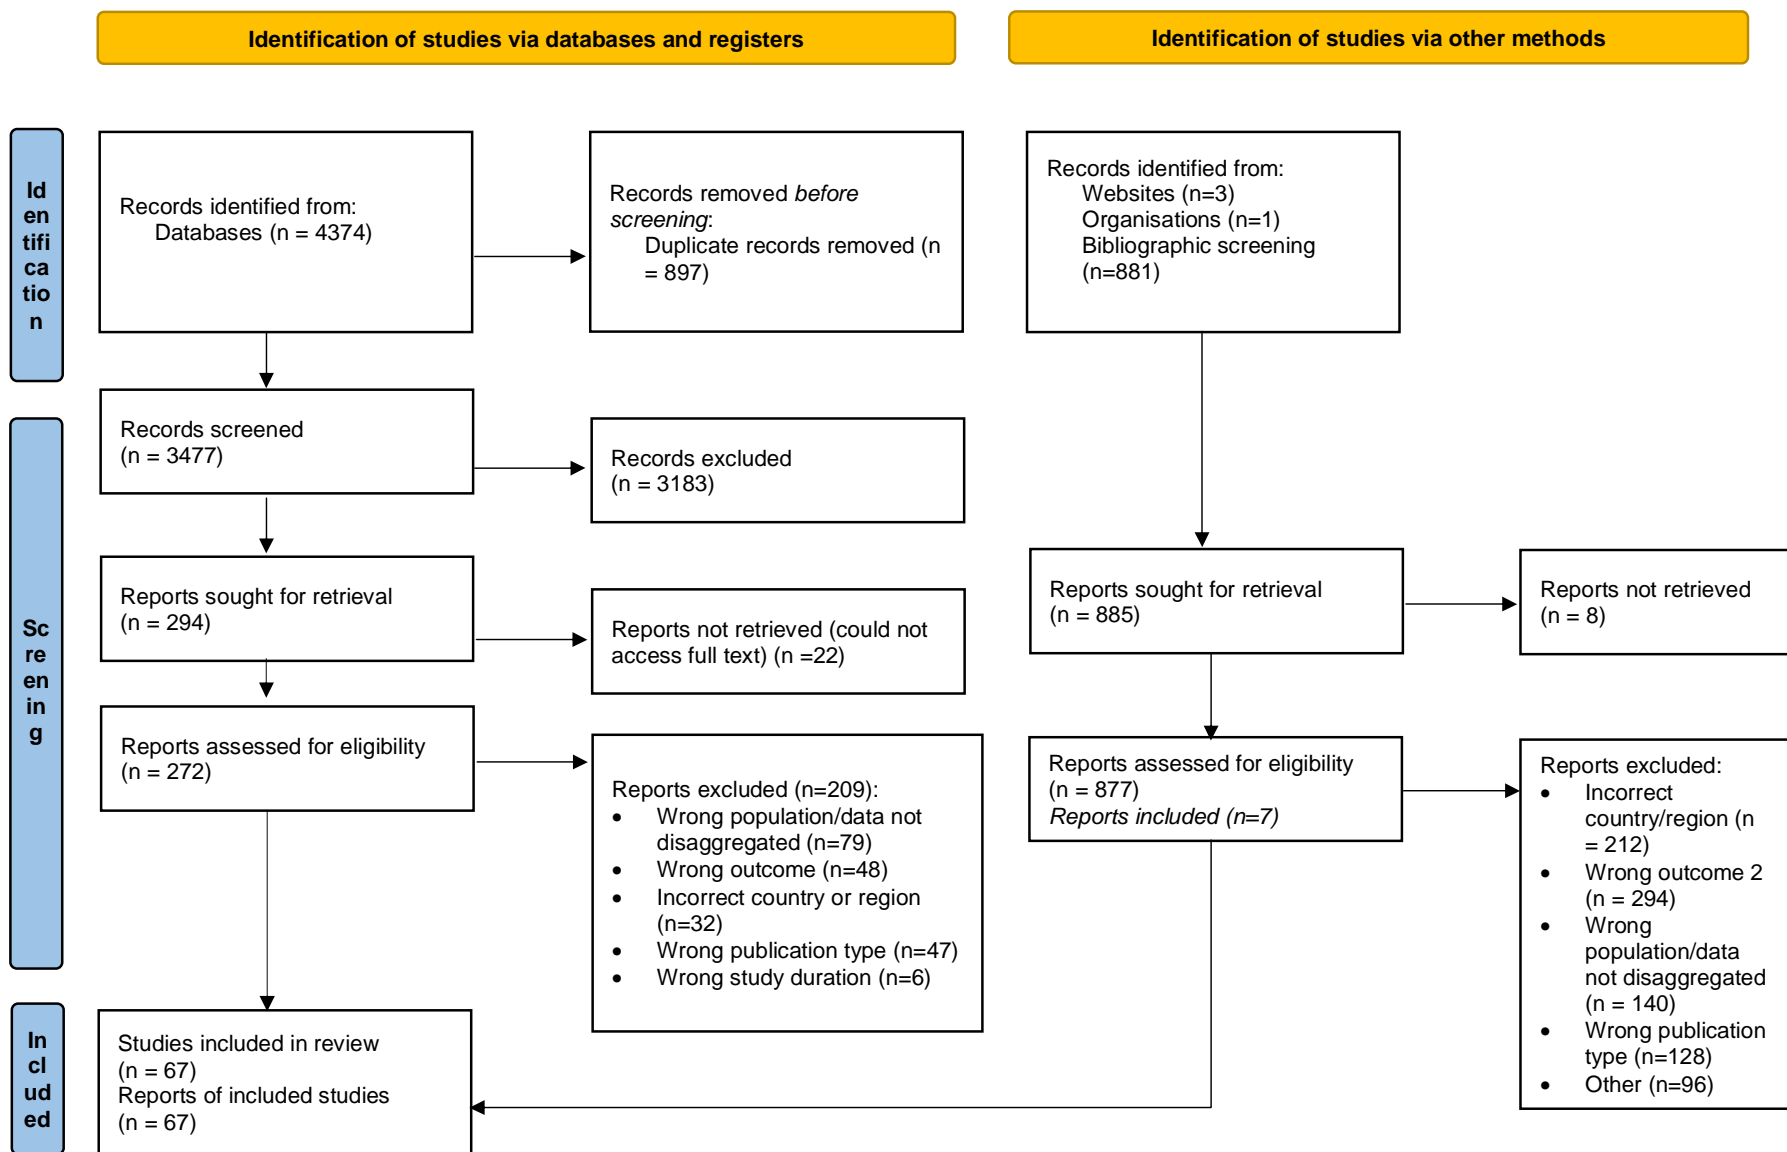 Identification of studies via databases and registers
Identification of studies via other methods
Id
en
tifi
ca
tio
n
Records identified from:
Databases (n = 4374)
Records removed before
screening:
Duplicate records removed (n
= 897)
Records identified from:
Websites (n=3)
Organisations (n=1)
Bibliographic screening
(n=881)
Sc
re
en
in
g
Records screened
(n = 3477)
Records excluded
(n = 3183)
Reports sought for retrieval
(n = 294)
Reports not retrieved (could not
access full text) (n =22)
Reports sought for retrieval
(n = 885)
Reports not retrieved
(n = 8)
Reports assessed for eligibility
(n = 272)
Reports excluded (n=209):
• Wrong population/data not
disaggregated (n=79)
• Wrong outcome (n=48)
• Incorrect country or region
(n=32)
• Wrong publication type (n=47)
• Wrong study duration (n=6)
Reports assessed for eligibility
(n = 877)
Reports included (n=7)
Reports excluded:
• Incorrect
country/region (n
= 212)
• Wrong outcome 2
(n = 294)
• Wrong
population/data
not disaggregated
(n = 140)
• Wrong publication
type (n=128)
• Other (n=96)
In
cl
ud
ed
Studies included in review
(n = 67)
Reports of included studies
(n = 67)